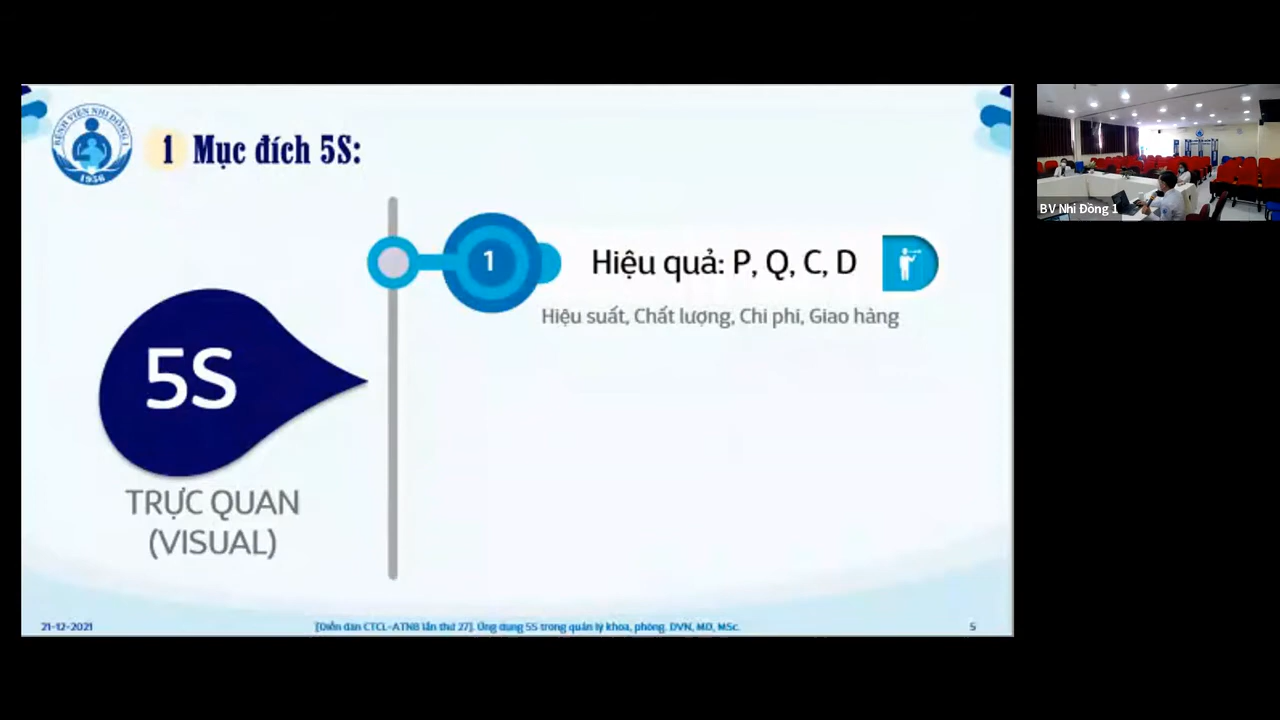 BỆNH VIỆN NHI ĐỒNG 1
1956
1 Mục đích 5S:
1
Hiệu quả: P, Q, C, D
Hiệu suất, Chất lượng, Chi phí, Giao hàng
5S
TRỰC QUAN
(VISUAL)
21-12-2021
[Diễn đàn CTCL-ATNB lần thứ 27]. Ứng dụng 5S trong quản lý khoa, phòng. DVN, MD, MSc.
5
BV Nhi Đồng 1